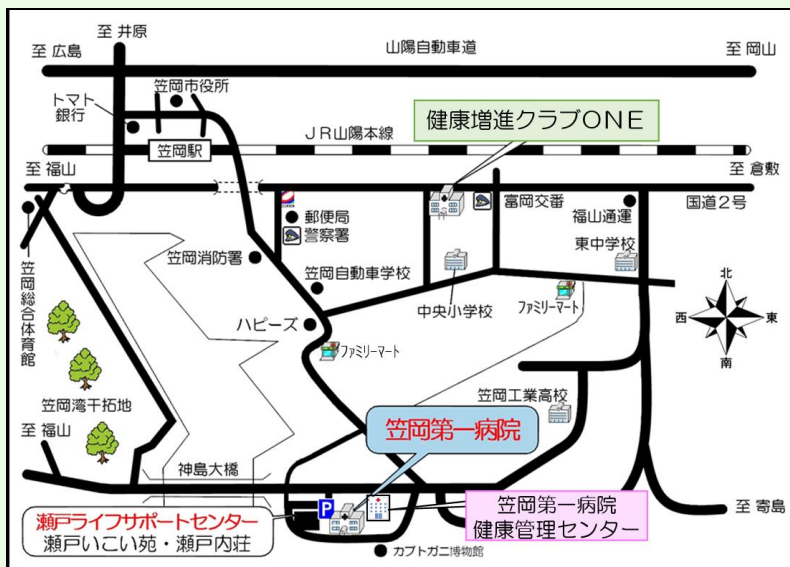 至 井原
至 広島
山陽自動車道
至 岡山
笠岡市役所
トマト
銀行
健康増進クラブONE
JR山陽本線
笠岡駅
至 福山
至 倉敷
国道2号
郵便局
警察署
富岡交番
福山通運
東中学校
笠岡消防署
笠岡自動車学校
笠岡総合体育館
中央小学校
ファミリーマート
ハピーズ
ファミリーマート
北
西
東
南
笠岡湾干拓地
笠岡工業高校
至 福山
笠岡第一病院
神島大橋
P
笠岡第一病院
健康管理センター
至 寄島
瀬戸ライフサポートセンター
瀬戸いこい苑・瀬戸内荘
カブトガニ博物館